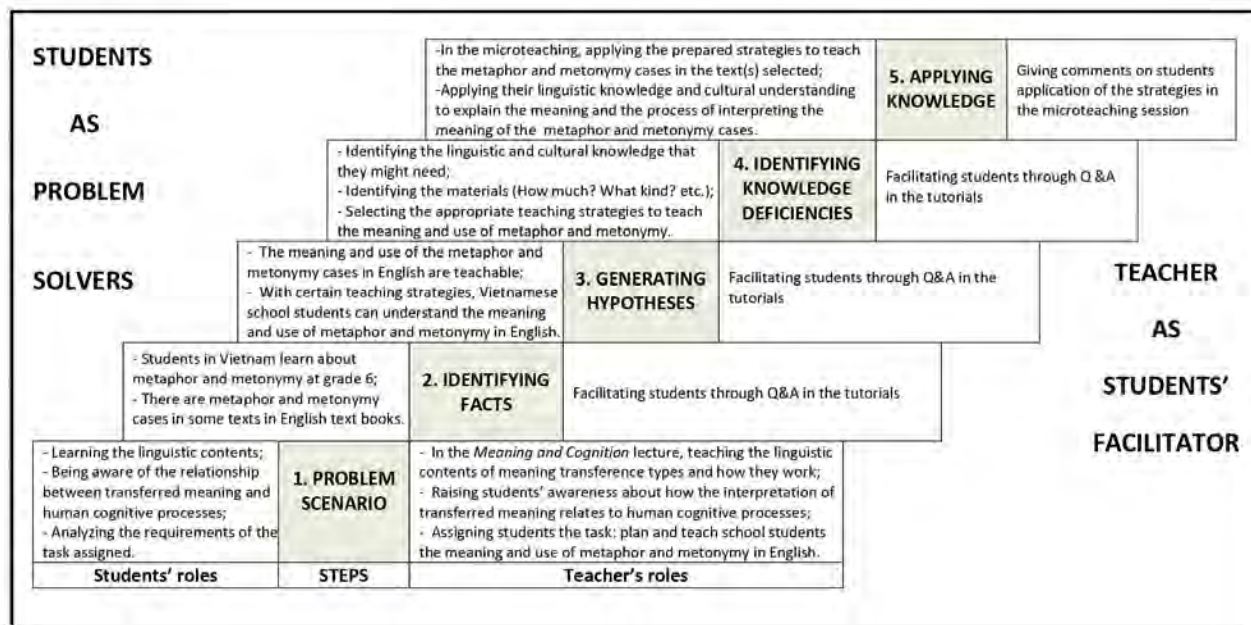 STUDENTS
AS
PROBLEM
SOLVERS
-In the microteaching, applying the prepared strategies to teach
the metaphor and metonymy cases in the text(s) selected;
-Applying their linguistic knowledge and cultural understanding
to explain the meaning and the process of interpreting the
meaning of the metaphor and metonymy cases.
5. APPLYING
KNOWLEDGE
Giving comments on students
application of the strategies in
the microteaching session
- Identifying the linguistic and cultural knowledge that
they might need;
- Identifying the materials (How much? What kind? etc.);
- Selecting the appropriate teaching strategies to teach
the meaning and use of metaphor and metonymy.
4. IDENTIFYING
KNOWLEDGE
DEFICIENCIES
Facilitating students through Q &A
in the tutorials
- The meaning and use of the metaphor and
metonymy cases in English are teachable;
- With certain teaching strategies, Vietnamese
school students can understand the meaning
and use of metaphor and metonymy in English.
3. GENERATING
HYPOTHESES
Facilitating students through Q&A in the
tutorials
- Students in Vietnam learn about
metaphor and metonymy at grade 6;
- There are metaphor and metonymy
cases in some texts in English text books.
2. IDENTIFYING
FACTS
Facilitating students through Q&A in the tutorials
- Learning the linguistic contents;
- Being aware of the relationship
between transferred meaning and
human cognitive processes;
- Analyzing the requirements of the
task assigned.
1. PROBLEM
SCENARIO
- In the Meaning and Cognition lecture, teaching the linguistic
contents of meaning transference types and how they work;
- Raising students' awareness about how the interpretation of
transferred meaning relates to human cognitive processes;
- Assigning students the task: plan and teach school students
the meaning and use of metaphor and metonymy in English.
Students' roles
STEPS
Teacher's roles
TEACHER
AS
STUDENTS'
FACILITATOR